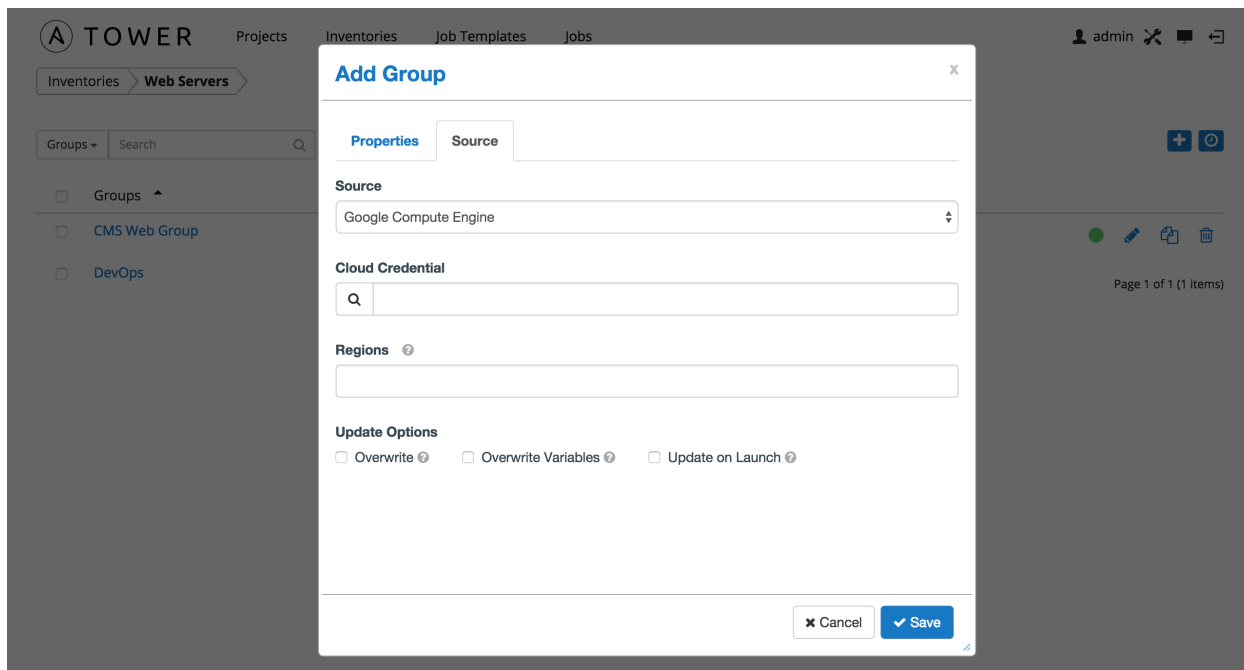 A TOWER Projects Inventories Job Templates Jobs admin
Inventories Web Servers
Add Group x
Properties Source
Groups Search
Source
Groups
Google Compute Engine
CMS Web Group
Cloud Credential
DevOps
Page 1 of 1 (1 items)
Regions ?
Update Options
Overwrite ? Overwrite Variables ? Update on Launch ?
Cancel Save